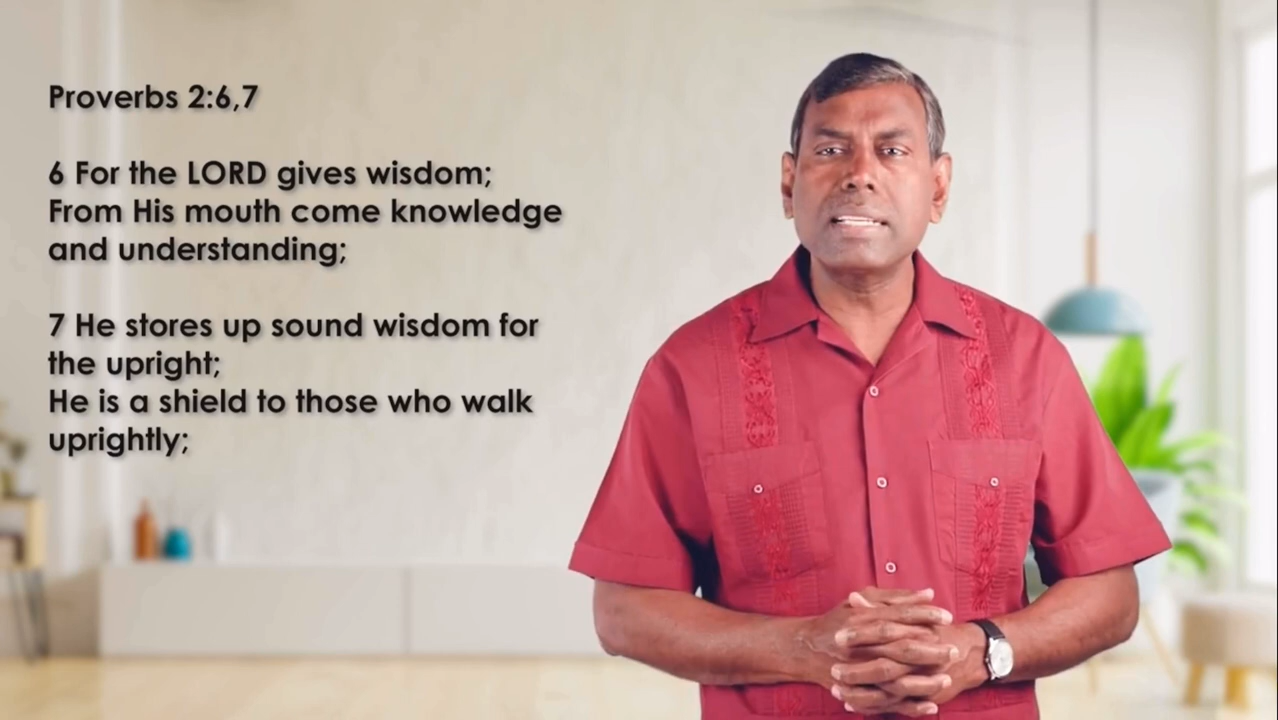 Proverbs 2:6,7
6 For the LORD gives wisdom;
From His mouth come knowledge
and understanding;
7 He stores up sound wisdom for
the upright;
He is a shield to those who walk
uprightly;